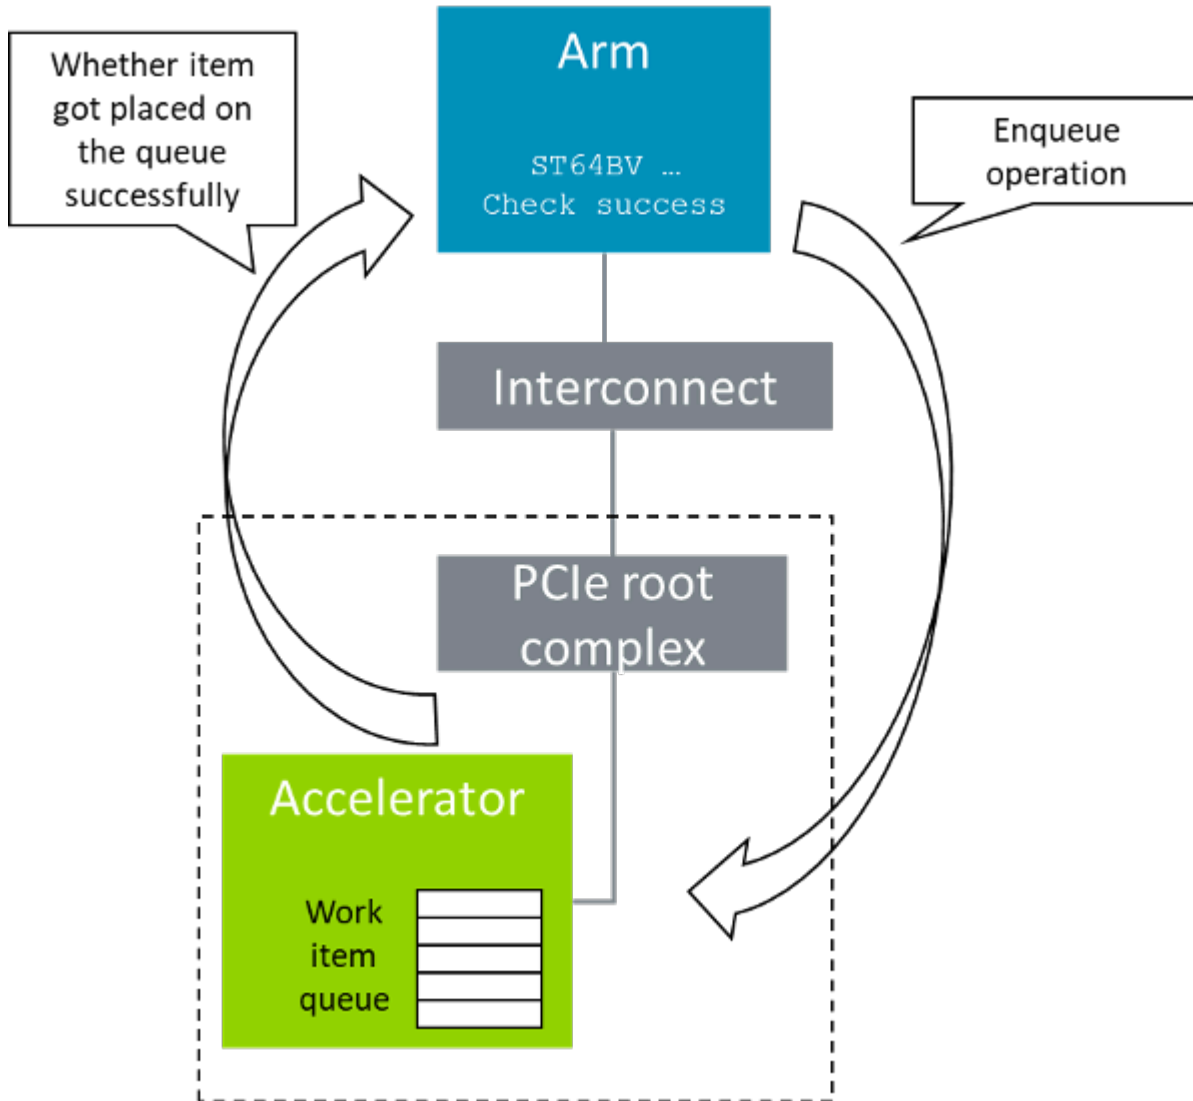 Arm
ST64BV …
Check success
Whether item
got placed on
the queue
successfully
Enqueue
operation
Interconnect
PCIe root
complex
Accelerator
Work
item
queue